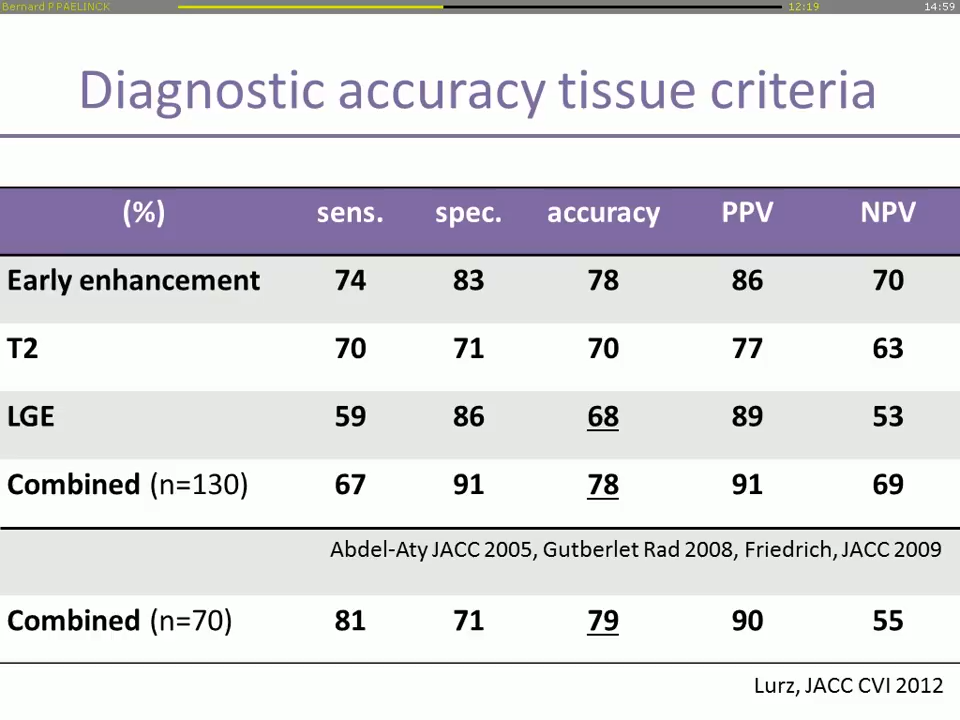 Bernard P PAELINCK 12:19 14:59
Diagnostic accuracy tissue criteria
(%) sens. spec. accuracy PPV NPV
Early enhancement 74 83 78 86 70
T2 70 71 70 77 63
LGE 59 86 68 89 53
Combined (n=130) 67 91 78 91 69
Abdel-Aty JACC 2005, Gutberlet Rad 2008, Friedrich, JACC 2009
Combined (n=70) 81 71 79 90 55
Lurz, JACC CVI 2012